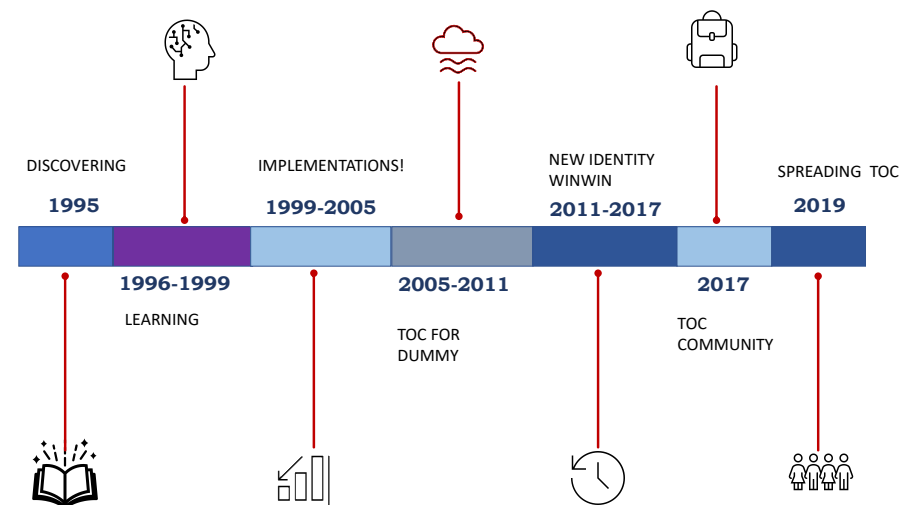 DISCOVERING
1995
1996-1999
LEARNING
IMPLEMENTATIONS!
1999-2005
2005-2011
TOC FOR
DUMMY
NEW IDENTITY
WINWIN
2011-2017
2017
TOC
COMMUNITY
SPREADING TOC
2019